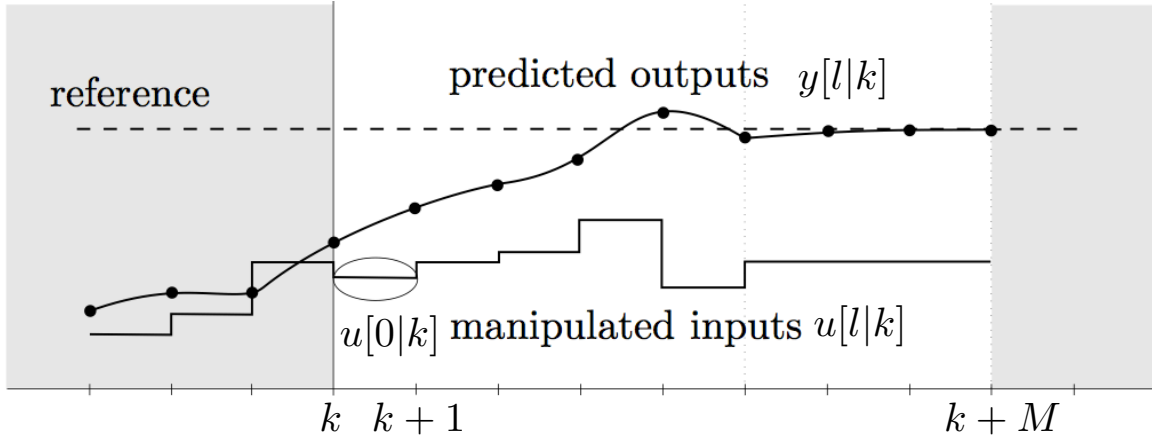 predicted outputs y[l|k]
reference
u[0|k] manipulated inputs u[l|k]
k k + 1 k + M